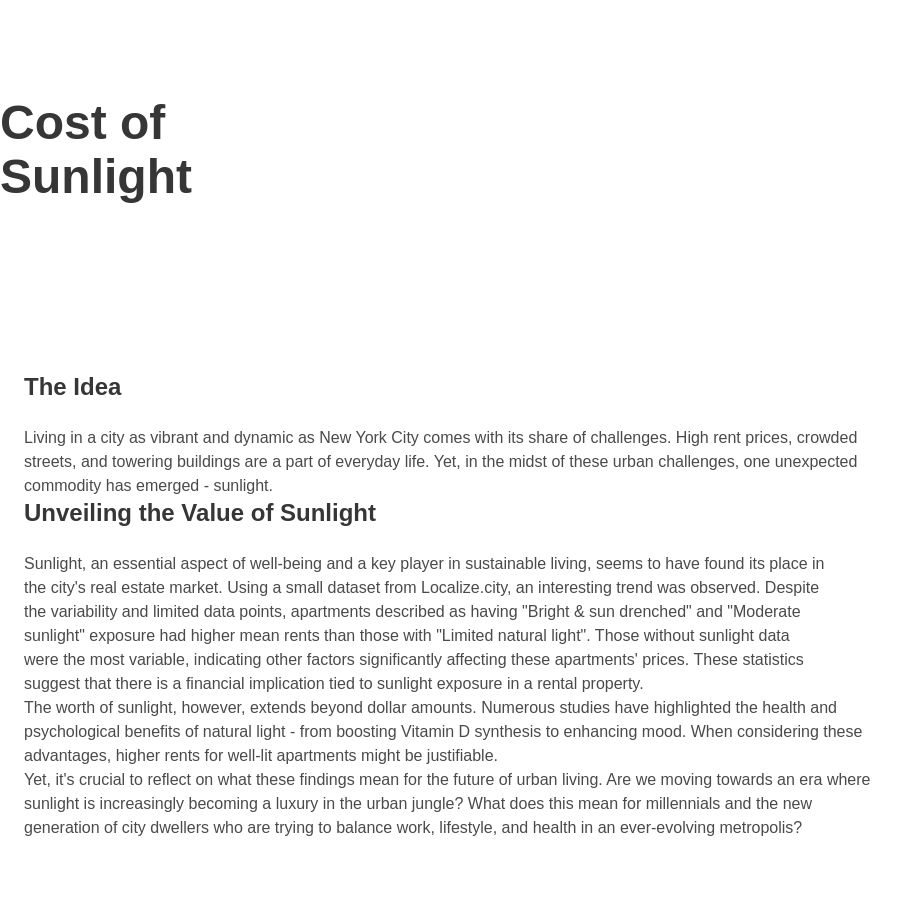 Cost of
Sunlight
The Idea
Living in a city as vibrant and dynamic as New York City comes with its share of challenges. High rent prices, crowded
streets, and towering buildings are a part of everyday life. Yet, in the midst of these urban challenges, one unexpected
commodity has emerged - sunlight.
Unveiling the Value of Sunlight
Sunlight, an essential aspect of well-being and a key player in sustainable living, seems to have found its place in
the city's real estate market. Using a small dataset from Localize.city, an interesting trend was observed. Despite
the variability and limited data points, apartments described as having "Bright & sun drenched" and "Moderate
sunlight" exposure had higher mean rents than those with "Limited natural light". Those without sunlight data
were the most variable, indicating other factors significantly affecting these apartments' prices. These statistics
suggest that there is a financial implication tied to sunlight exposure in a rental property.
The worth of sunlight, however, extends beyond dollar amounts. Numerous studies have highlighted the health and
psychological benefits of natural light - from boosting Vitamin D synthesis to enhancing mood. When considering these
advantages, higher rents for well-lit apartments might be justifiable.
Yet, it's crucial to reflect on what these findings mean for the future of urban living. Are we moving towards an era where
sunlight is increasingly becoming a luxury in the urban jungle? What does this mean for millennials and the new
generation of city dwellers who are trying to balance work, lifestyle, and health in an ever-evolving metropolis?